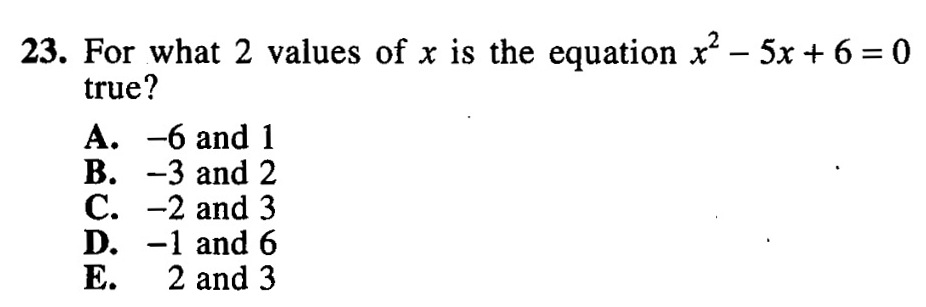 23. For what 2 values of x is the equation x² – 5x + 6 = 0
true?
A. –6 and 1
B. –3 and 2
C. –2 and 3
D. –1 and 6
E. 2 and 3